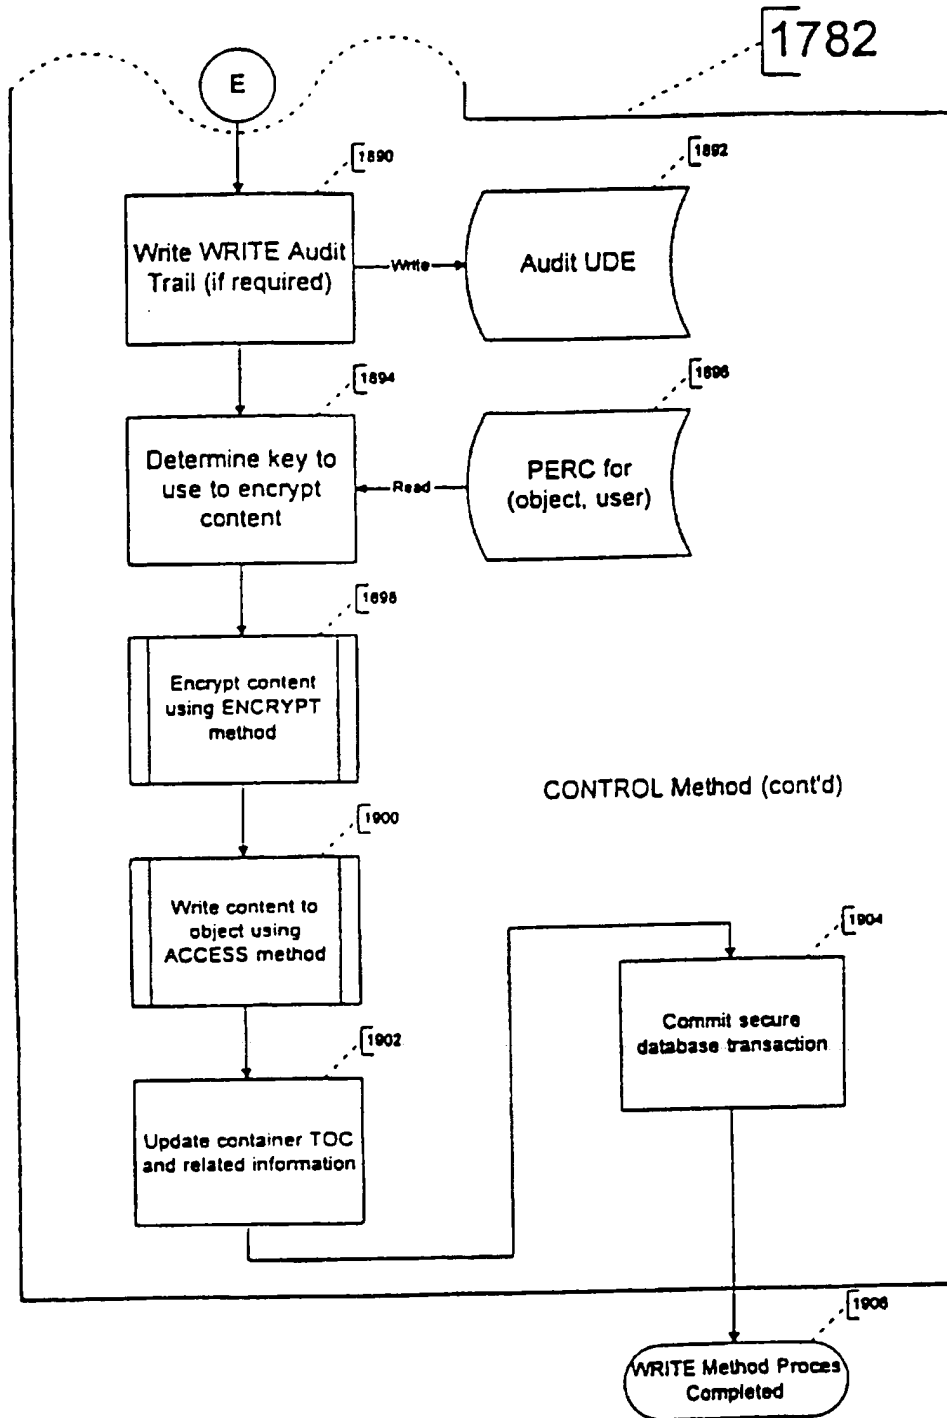 1782
E
1890
Write WRITE Audit
Trail (if required)
Write
1892
Audit UDE
1894
Determine key to
use to encrypt
content
Read
1896
PERC for
(object, user)
1898
Encrypt content
using ENCRYPT
method
CONTROL Method (cont'd)
1900
Write content to
object using
ACCESS method
1902
Update container TOC
and related information
1904
Commit secure
database transaction
1906
WRITE Method Proces
Completed